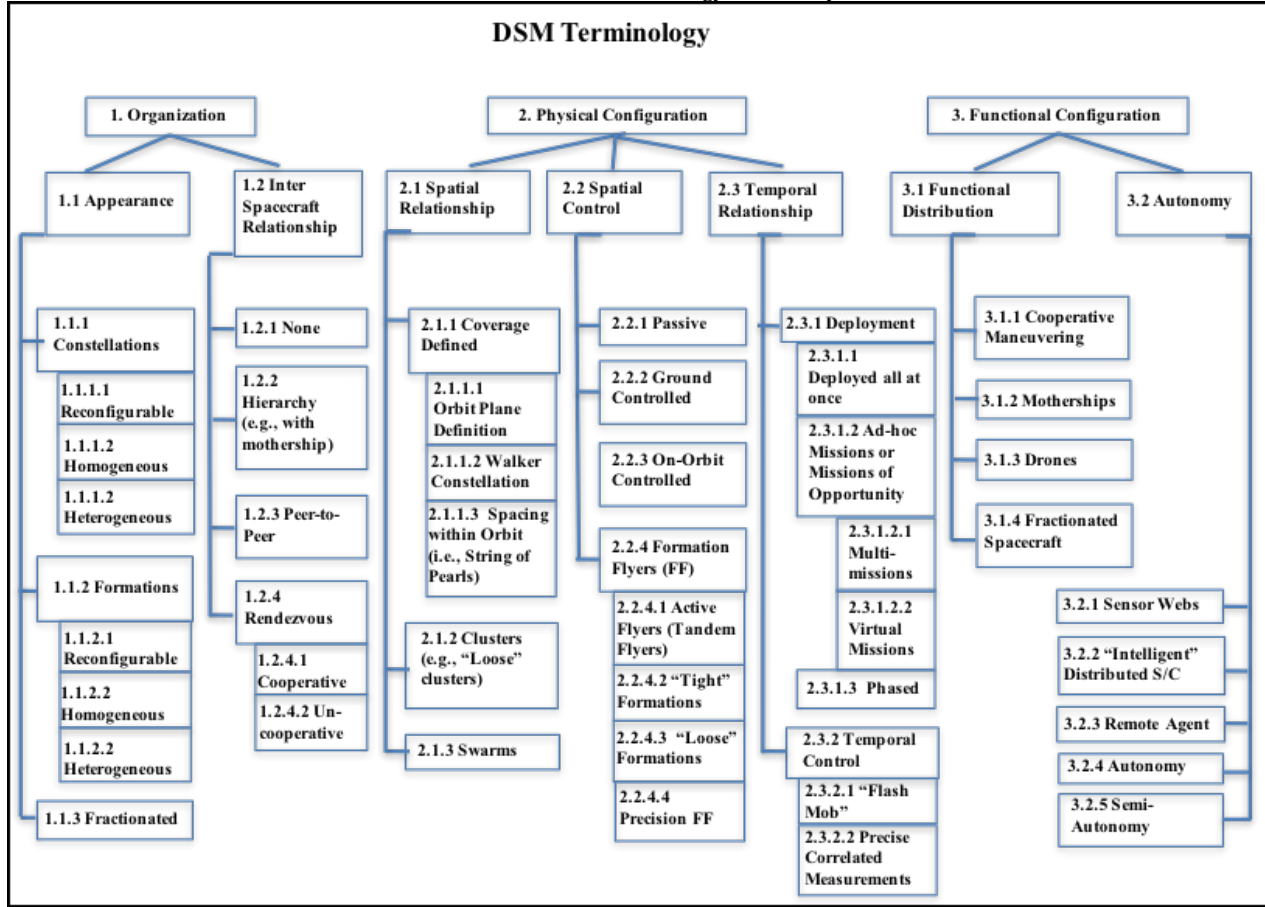 DSM Terminology
1. Organization
2. Physical Configuration
3. Functional Configuration
1.1 Appearance
1.2 Inter
Spacecraft
Relationship
2.1 Spatial
Relationship
2.2 Spatial
Control
2.3 Temporal
Relationship
3.1 Functional
Distribution
3.2 Autonomy
1.1.1
Constellations
1.1.1.1
Reconfigurable
1.1.1.2
Homogeneous
1.1.1.2
Heterogeneous
1.1.2 Formations
1.1.2.1
Reconfigurable
1.1.2.2
Homogeneous
1.1.2.2
Heterogeneous
1.1.3 Fractionated
1.2.1 None
1.2.2
Hierarchy
(e.g., with
mothership)
1.2.3 Peer-to-
Peer
1.2.4
Rendezvous
1.2.4.1
Cooperative
1.2.4.2 Un-
cooperative
2.1.1 Coverage
Defined
2.1.1.1
Orbit Plane
Definition
2.1.1.2 Walker
Constellation
2.1.1.3 Spacing
within Orbit
(i.e., String of
Pearls)
2.1.2 Clusters
(e.g., “Loose”
clusters)
2.1.3 Swarms
2.2.1 Passive
2.2.2 Ground
Controlled
2.2.3 On-Orbit
Controlled
2.2.4 Formation
Flyers (FF)
2.2.4.1 Active
Flyers (Tandem
Flyers)
2.2.4.2 “Tight”
Formations
2.2.4.3 “Loose”
Formations
2.2.4.4
Precision FF
2.3.1 Deployment
2.3.1.1
Deployed all at
once
2.3.1.2 Ad-hoc
Missions or
Missions of
Opportunity
2.3.1.2.1
Multi-
missions
2.3.1.2.2
Virtual
Missions
2.3.1.3 Phased
2.3.2 Temporal
Control
2.3.2.1 “Flash
Mob”
2.3.2.2 Precise
Correlated
Measurements
3.1.1 Cooperative
Maneuvering
3.1.2 Motherships
3.1.3 Drones
3.1.4 Fractionated
Spacecraft
3.2.1 Sensor Webs
3.2.2 “Intelligent”
Distributed S/C
3.2.3 Remote Agent
3.2.4 Autonomy
3.2.5 Semi-
Autonomy